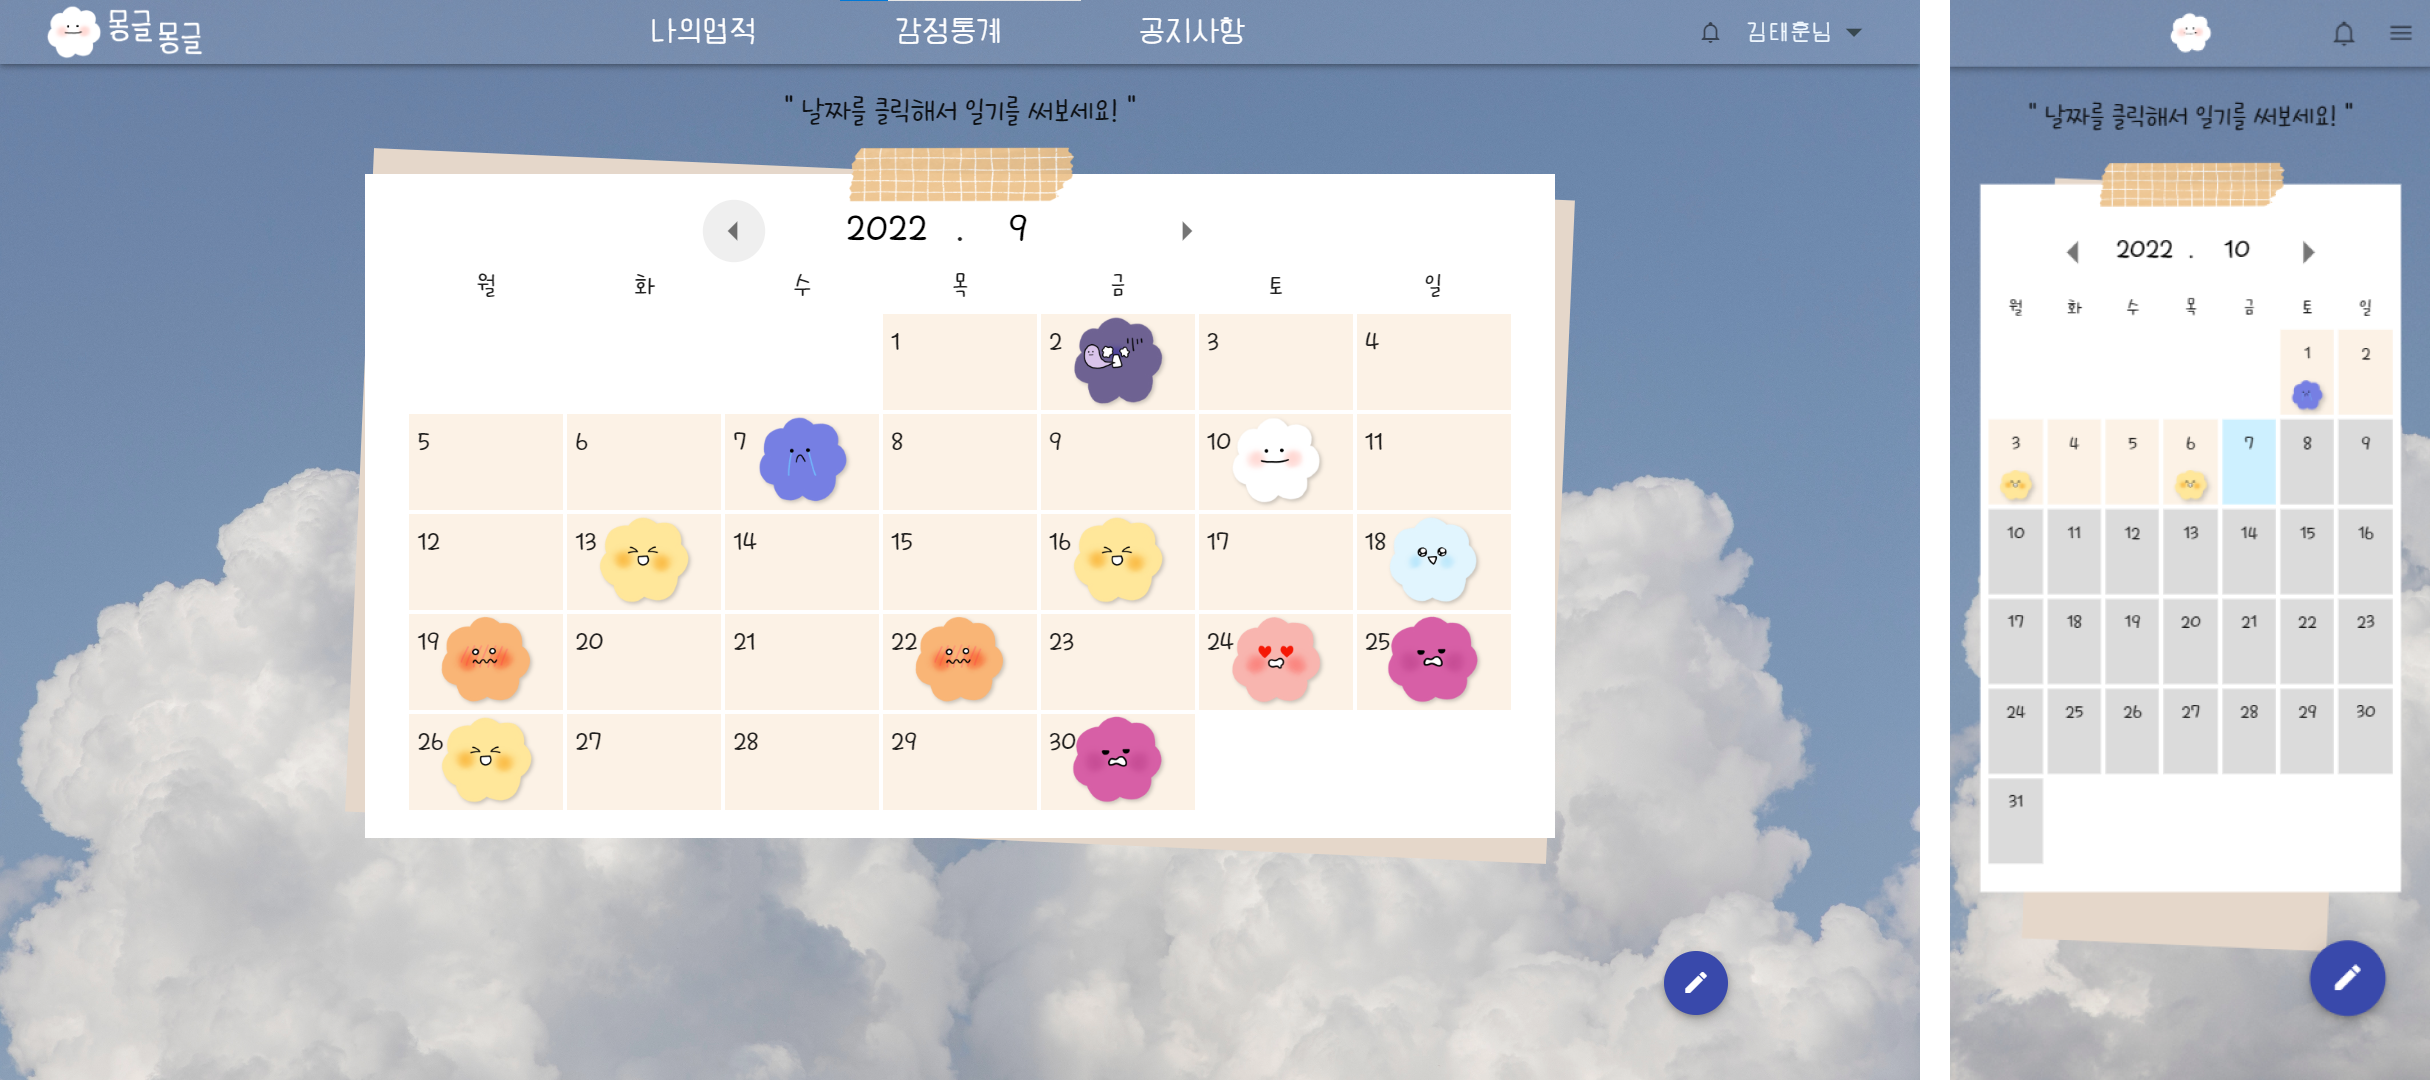 몽글 몽글
나의업적 감정통계 공지사항
김태훈님
" 날짜를 클릭해서 일기를 써보세요! "
2022 . 9
월 화 수 목 금 토 일
1 2 3 4
5 6 7 8 9 10 11
12 13 14 15 16 17 18
19 20 21 22 23 24 25
26 27 28 29 30
" 날짜를 클릭해서 일기를 써보세요! "
2022 . 10
월 화 수 목 금 토 일
1 2
3 4 5 6 7 8 9
10 11 12 13 14 15 16
17 18 19 20 21 22 23
24 25 26 27 28 29 30
31